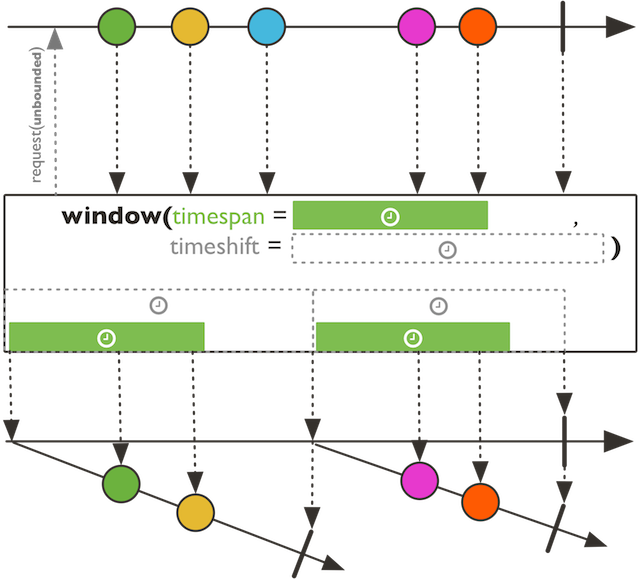 request(unbounded)
window(timespan = ,
timeshift = )